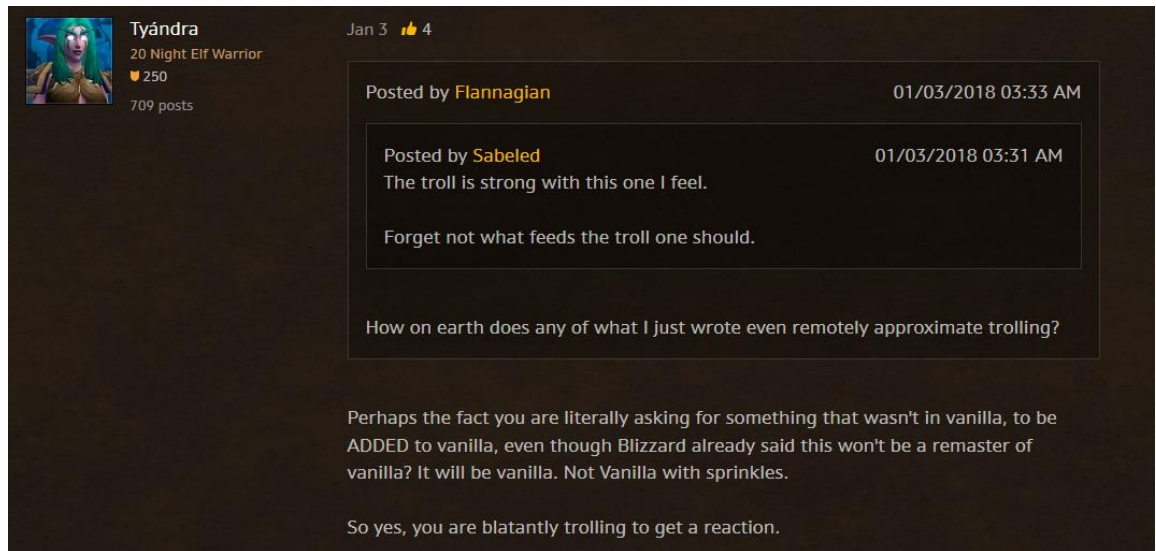 Tyándra
20 Night Elf Warrior
250
709 posts
Jan 3 4
Posted by Flannagian 01/03/2018 03:33 AM
Posted by Sabeled 01/03/2018 03:31 AM
The troll is strong with this one I feel.
Forget not what feeds the troll one should.
How on earth does any of what I just wrote even remotely approximate trolling?
Perhaps the fact you are literally asking for something that wasn't in vanilla, to be
ADDED to vanilla, even though Blizzard already said this won't be a remaster of
vanilla? It will be vanilla. Not Vanilla with sprinkles.
So yes, you are blatantly trolling to get a reaction.